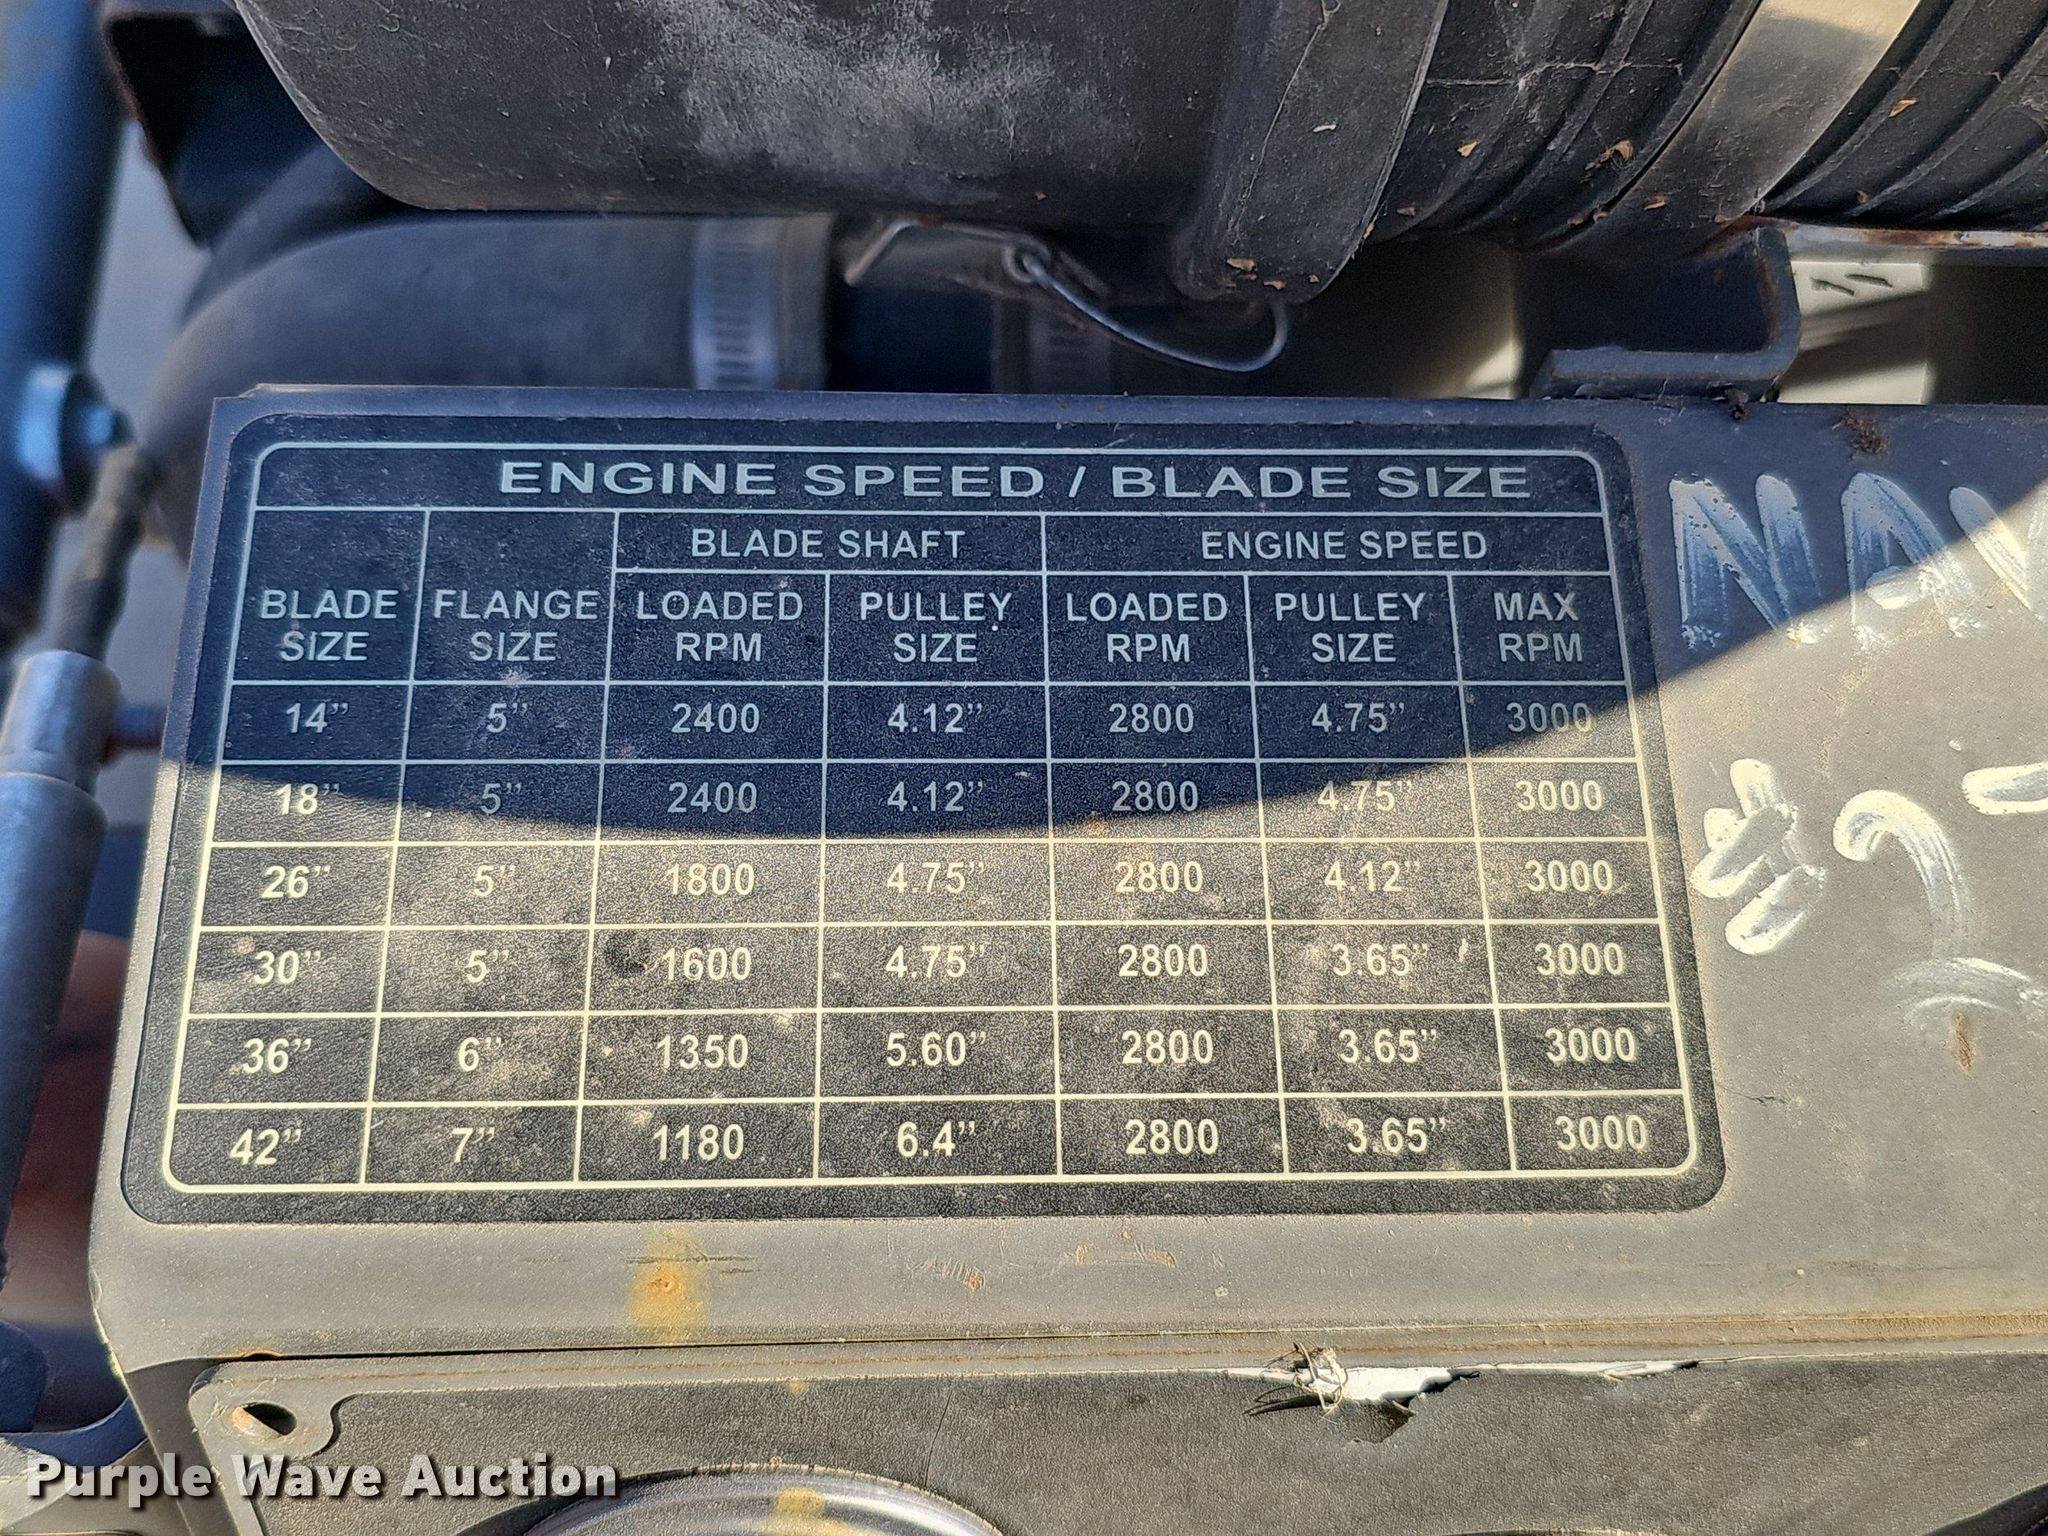 ENGINE SPEED / BLADE SIZE
BLADE SHAFT ENGINE SPEED
BLADE SIZE FLANGE SIZE LOADED RPM PULLEY SIZE LOADED RPM PULLEY SIZE MAX RPM
14” 5” 2400 4.12” 2800 4.75” 3000
18” 5” 2400 4.12” 2800 4.75” 3000
26” 5” 1800 4.75” 2800 4.12” 3000
30” 5” 1600 4.75” 2800 3.65” 3000
36” 6” 1350 5.60” 2800 3.65” 3000
42” 7” 1180 6.4” 2800 3.65” 3000
Purple Wave Auction